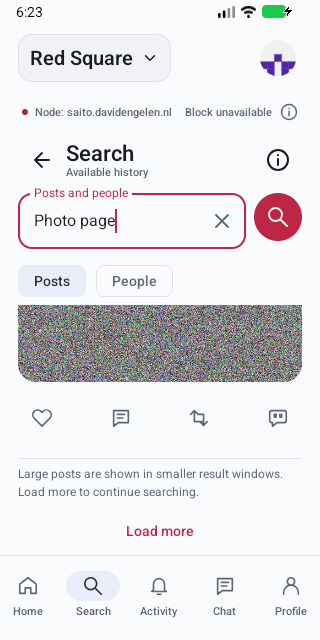 6:23
Red Square
Node: saito.davidengelen.nl Block unavailable
Search
Available history
Posts and people
Photo page
Posts People
Large posts are shown in smaller result windows.
Load more to continue searching.
Load more
Home Search Activity Chat Profile